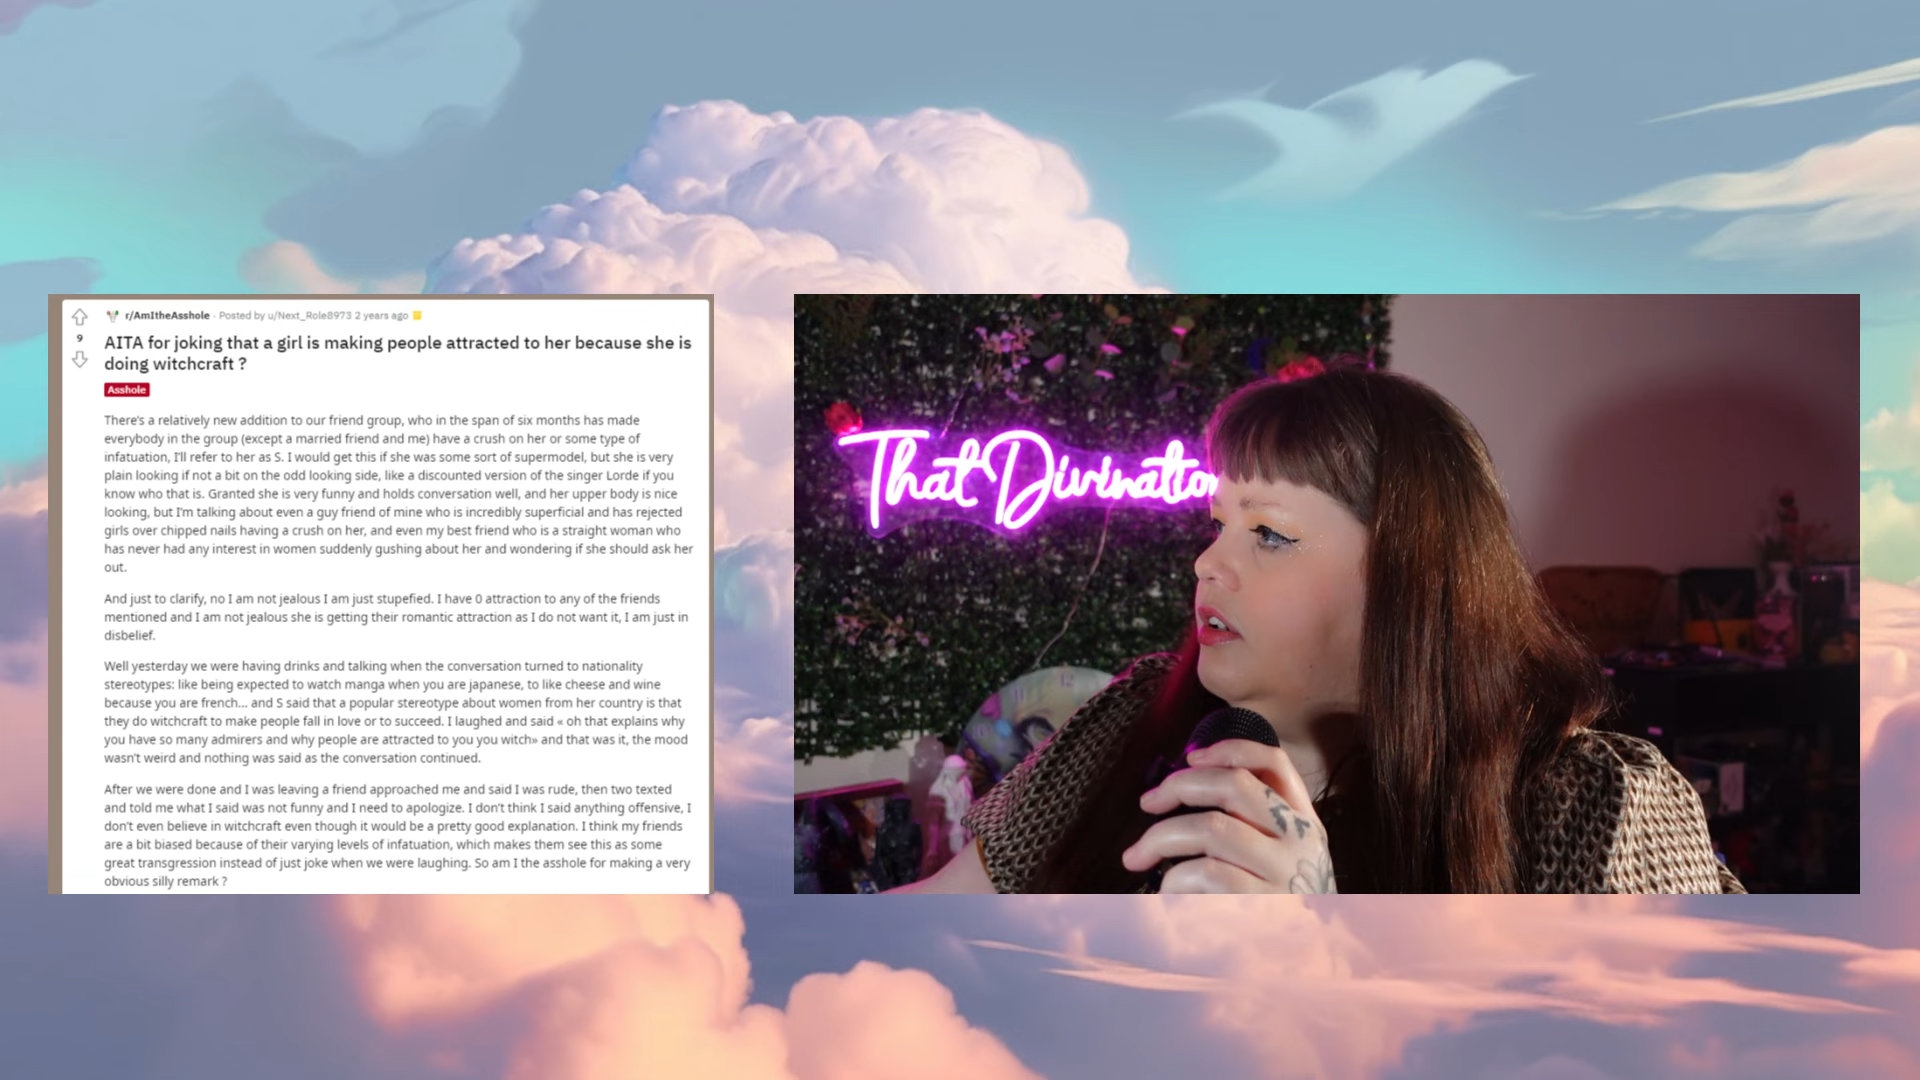 r/AmItheAsshole · Posted by u/Next_Role8973 2 years ago
9
AITA for joking that a girl is making people attracted to her because she is
doing witchcraft ?
Asshole
There's a relatively new addition to our friend group, who in the span of six months has made
everybody in the group (except a married friend and me) have a crush on her or some type of
infatuation, I'll refer to her as S. I would get this if she was some sort of supermodel, but she is very
plain looking if not a bit on the odd looking side, like a discounted version of the singer Lorde if you
know who that is. Granted she is very funny and holds conversation well, and her upper body is nice
looking, but I'm talking about even a guy friend of mine who is incredibly superficial and has rejected
girls over chipped nails having a crush on her, and even my best friend who is a straight woman who
has never had any interest in women suddenly gushing about her and wondering if she should ask her
out.
And just to clarify, no I am not jealous I am just stupefied. I have 0 attraction to any of the friends
mentioned and I am not jealous she is getting their romantic attraction as I do not want it, I am just in
disbelief.
Well yesterday we were having drinks and talking when the conversation turned to nationality
stereotypes: like being expected to watch manga when you are japanese, to like cheese and wine
because you are french... and S said that a popular stereotype about women from her country is that
they do witchcraft to make people fall in love or to succeed. I laughed and said « oh that explains why
you have so many admirers and why people are attracted to you you witch» and that was it, the mood
wasn't weird and nothing was said as the conversation continued.
After we were done and I was leaving a friend approached me and said I was rude, then two texted
and told me what I said was not funny and I need to apologize. I don't think I said anything offensive, I
don't even believe in witchcraft even though it would be a pretty good explanation. I think my friends
are a bit biased because of their varying levels of infatuation, which makes them see this as some
great transgression instead of just joke when we were laughing. So am I the asshole for making a very
obvious silly remark ?
That Divination
11 12